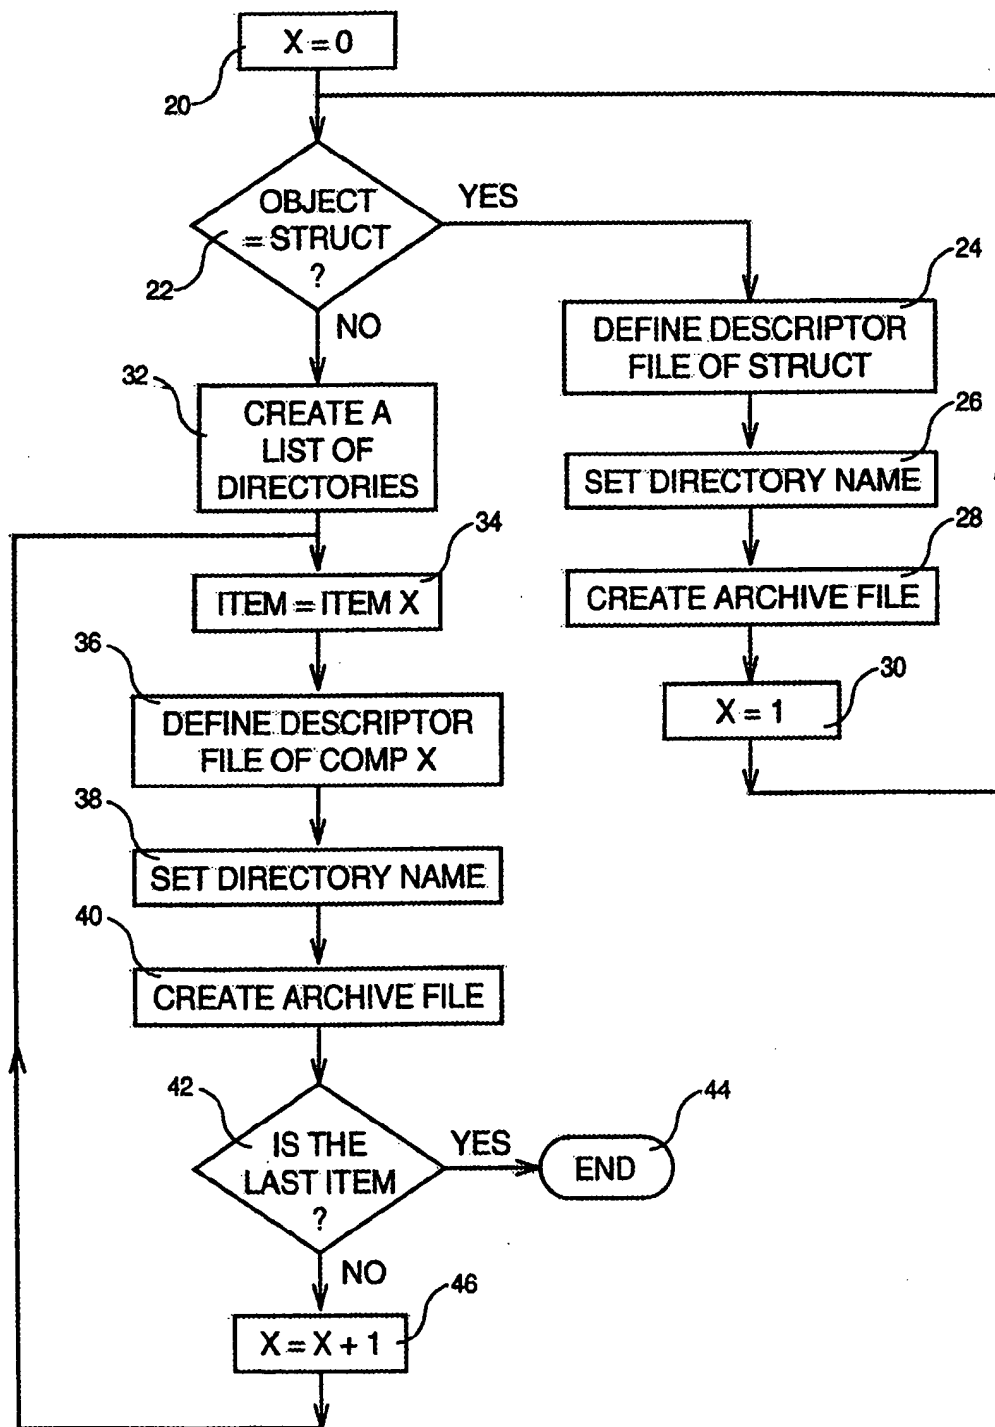 X = 0
20
OBJECT
= STRUCT
?
22
YES
NO
24
DEFINE DESCRIPTOR
FILE OF STRUCT
26
SET DIRECTORY NAME
28
CREATE ARCHIVE FILE
30
X = 1
32
CREATE A
LIST OF
DIRECTORIES
34
ITEM = ITEM X
36
DEFINE DESCRIPTOR
FILE OF COMP X
38
SET DIRECTORY NAME
40
CREATE ARCHIVE FILE
42
IS THE
LAST ITEM
?
YES
44
END
NO
46
X = X + 1